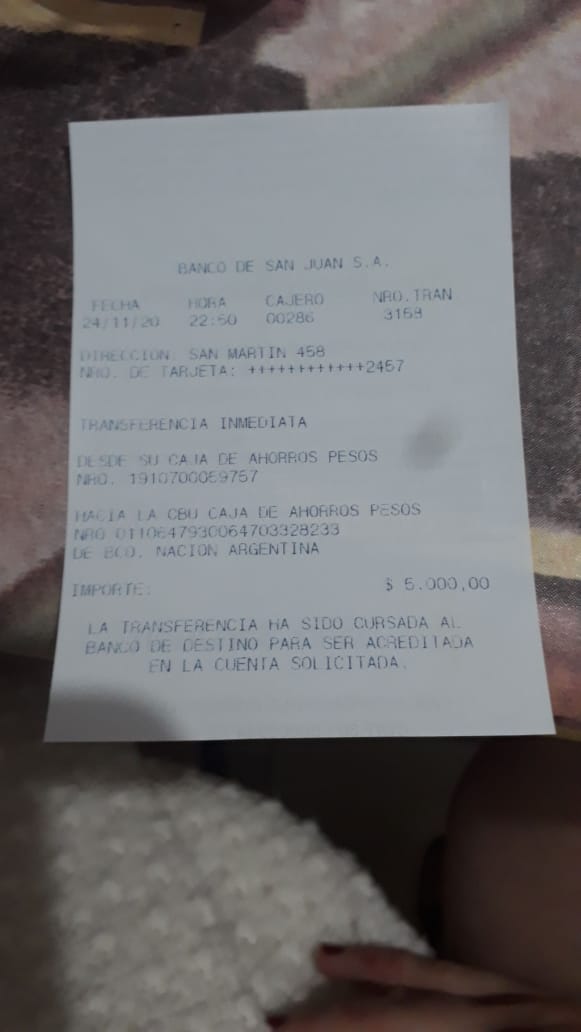 BANCO DE SAN JUAN S.A.
FECHA HORA CAJERO NRO.TRAN
24/11/20 22:50 00286 3158
DIRECCION: SAN MARTIN 458
NRO. DE TARJETA: ++++++++++++2457
TRANSFERENCIA INMEDIATA
DESDE SU CAJA DE AHORROS PESOS
NRO. 1910700059757
HACIA LA CBU CAJA DE AHORROS PESOS
NRO 0110647930064703328233
DE BCO. NACION ARGENTINA
IMPORTE: $ 5.000,00
LA TRANSFERENCIA HA SIDO CURSADA AL
BANCO DE DESTINO PARA SER ACREDITADA
EN LA CUENTA SOLICITADA.